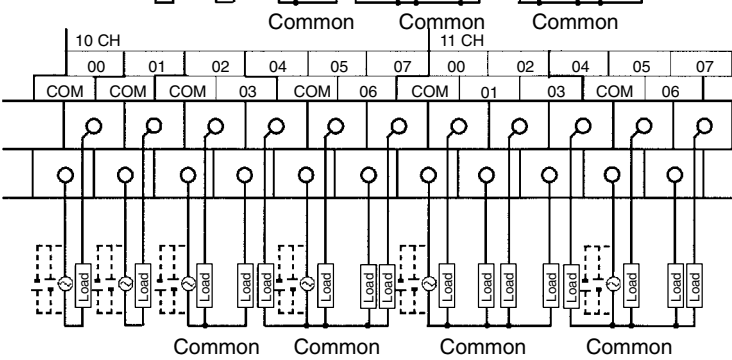 Common Common Common
10 CH 11 CH
00 01 02 04 05 07 00 02 04 05 07
COM COM COM 03 COM 06 COM 01 03 COM 06
Load Load Load Load Load Load Load Load Load Load Load Load Load Load Load Load
Common Common Common Common